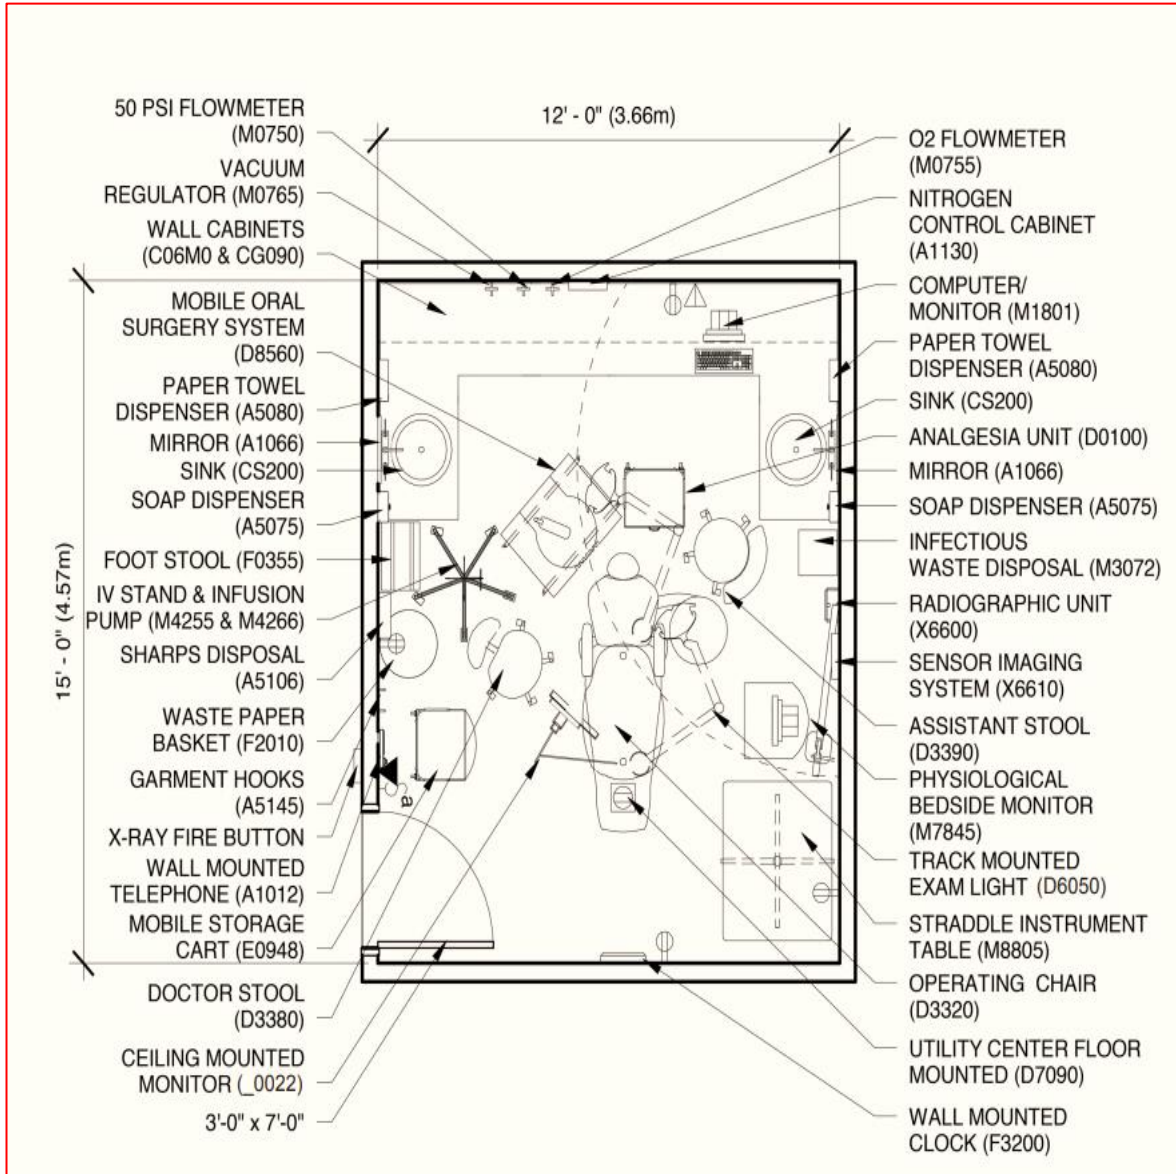 12' - 0" (3.66m)
15' - 0" (4.57m)
50 PSI FLOWMETER
(M0750)
VACUUM
REGULATOR (M0765)
WALL CABINETS
(C06M0 & CG090)
MOBILE ORAL
SURGERY SYSTEM
(D8560)
PAPER TOWEL
DISPENSER (A5080)
MIRROR (A1066)
SINK (CS200)
SOAP DISPENSER
(A5075)
FOOT STOOL (F0355)
IV STAND & INFUSION
PUMP (M4255 & M4266)
SHARPS DISPOSAL
(A5106)
WASTE PAPER
BASKET (F2010)
GARMENT HOOKS
(A5145)
X-RAY FIRE BUTTON
WALL MOUNTED
TELEPHONE (A1012)
MOBILE STORAGE
CART (E0948)
DOCTOR STOOL
(D3380)
CEILING MOUNTED
MONITOR (_0022)
3'-0" x 7'-0"
a
O2 FLOWMETER
(M0755)
NITROGEN
CONTROL CABINET
(A1130)
COMPUTER/
MONITOR (M1801)
PAPER TOWEL
DISPENSER (A5080)
SINK (CS200)
ANALGESIA UNIT (D0100)
MIRROR (A1066)
SOAP DISPENSER (A5075)
INFECTIOUS
WASTE DISPOSAL (M3072)
RADIOGRAPHIC UNIT
(X6600)
SENSOR IMAGING
SYSTEM (X6610)
ASSISTANT STOOL
(D3390)
PHYSIOLOGICAL
BEDSIDE MONITOR
(M7845)
TRACK MOUNTED
EXAM LIGHT (D6050)
STRADDLE INSTRUMENT
TABLE (M8805)
OPERATING CHAIR
(D3320)
UTILITY CENTER FLOOR
MOUNTED (D7090)
WALL MOUNTED
CLOCK (F3200)